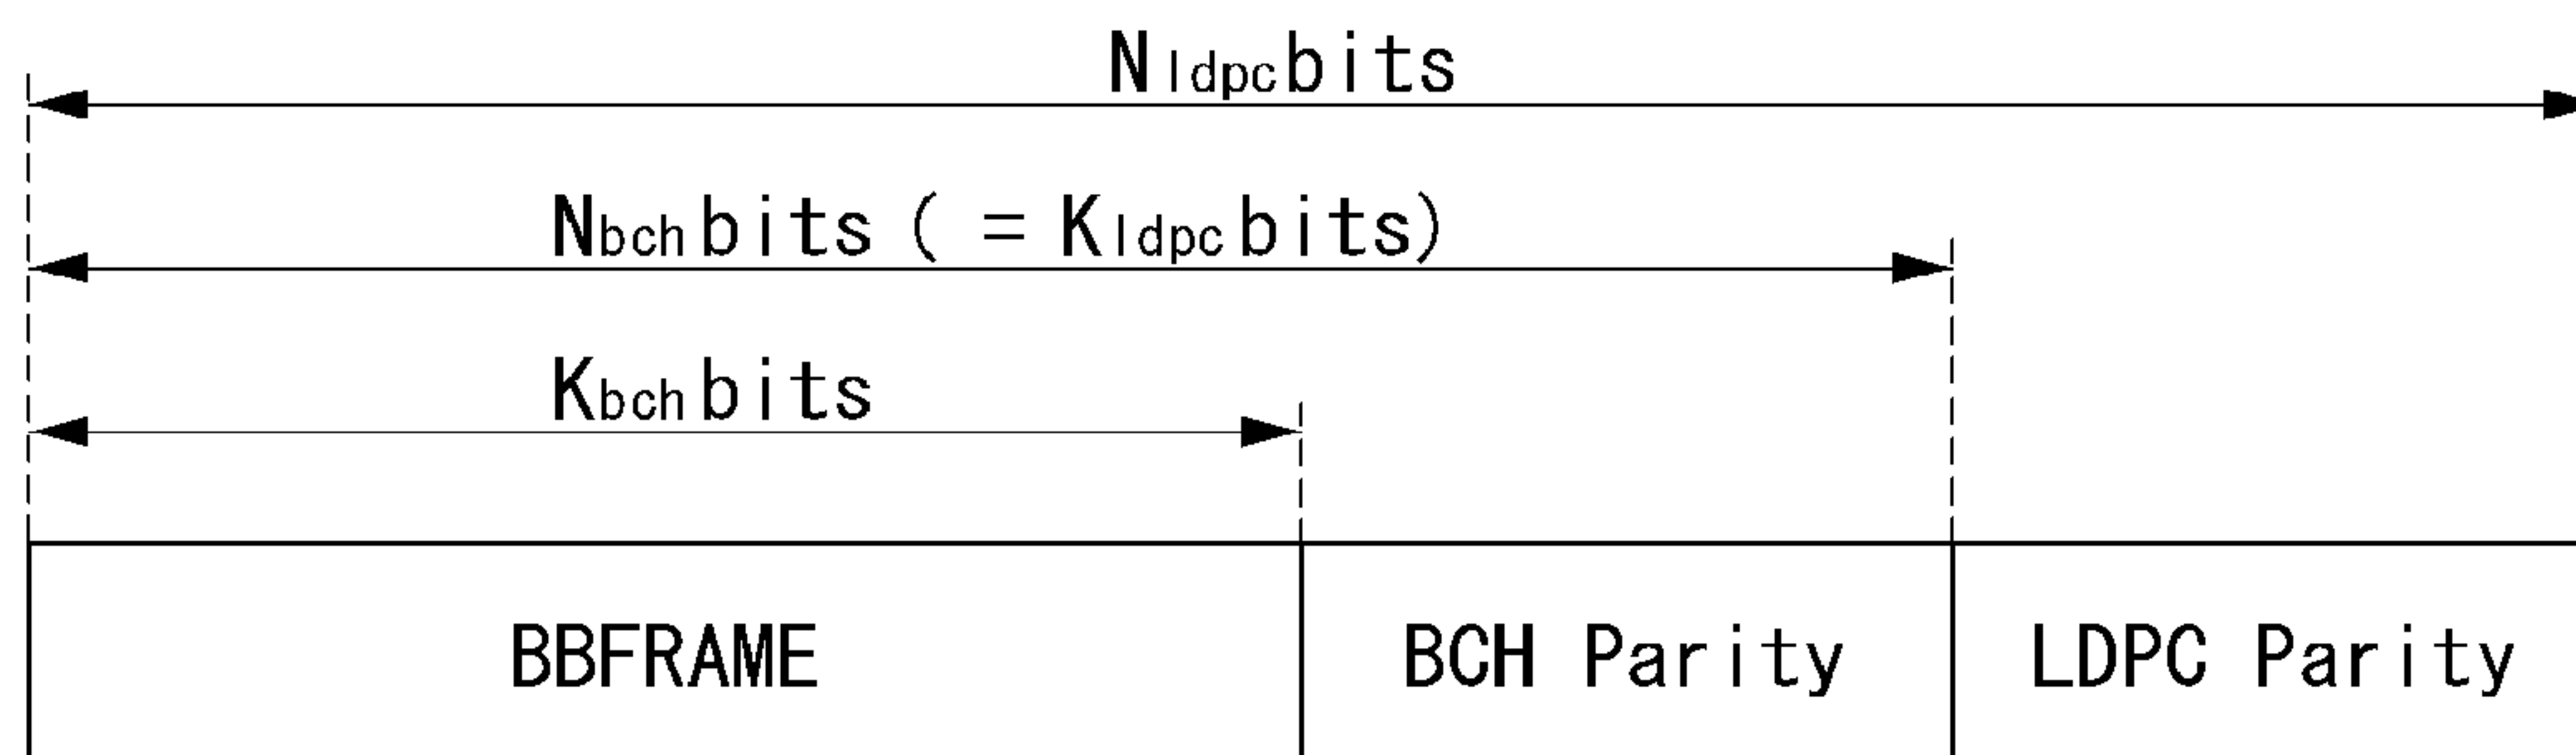 Nldpcbits
Nbchbits ( = Kldpcbits)
Kbchbits
BBFRAME BCH Parity LDPC Parity